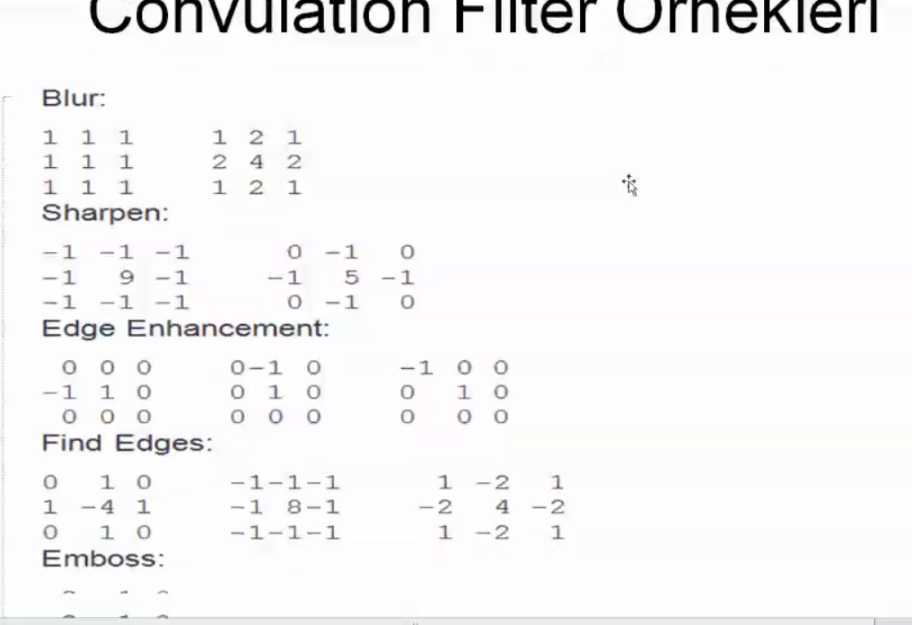 Convulation Filter Örnekleri
Blur:
1 1 1 1 2 1
1 1 1 2 4 2
1 1 1 1 2 1
Sharpen:
-1 -1 -1 0 -1 0
-1 9 -1 -1 5 -1
-1 -1 -1 0 -1 0
Edge Enhancement:
0 0 0 0-1 0 -1 0 0
-1 1 0 0 1 0 0 1 0
0 0 0 0 0 0 0 0 0
Find Edges:
0 1 0 -1-1-1 1 -2 1
1 -4 1 -1 8-1 -2 4 -2
0 1 0 -1-1-1 1 -2 1
Emboss: